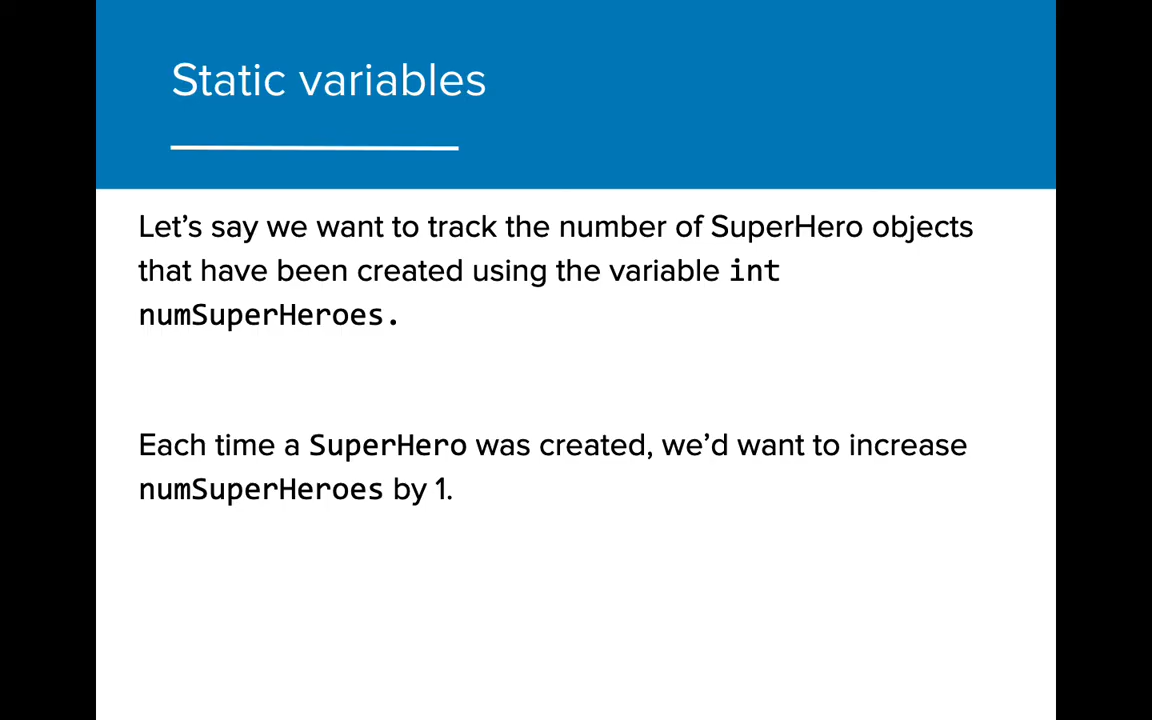 Static variables
Let’s say we want to track the number of SuperHero objects
that have been created using the variable int
numSuperHeroes.
Each time a SuperHero was created, we’d want to increase
numSuperHeroes by 1.